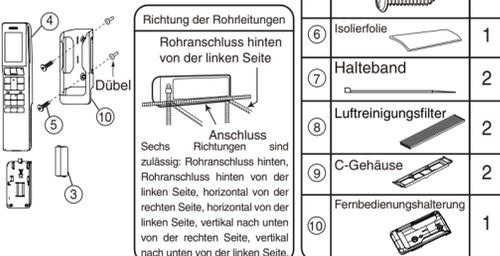 ④
②
Dübel
⑤
⑩
③
Richtung der Rohrleitungen
Rohranschluss hinten
von der linken Seite
Anschluss
Sechs Richtungen sind
zulässig: Rohranschluss hinten,
Rohranschluss hinten von der
linken Seite, horizontal von der
rechten Seite, horizontal von der
linken Seite, vertikal nach unten
von der rechten Seite, vertikal
nach unten von der linken Seite.
⑥ Isolierfolie 1
⑦ Halteband 2
⑧ Luftreinigungsfilter 2
⑨ C-Gehäuse 2
⑩ Fernbedienungshalterung 1